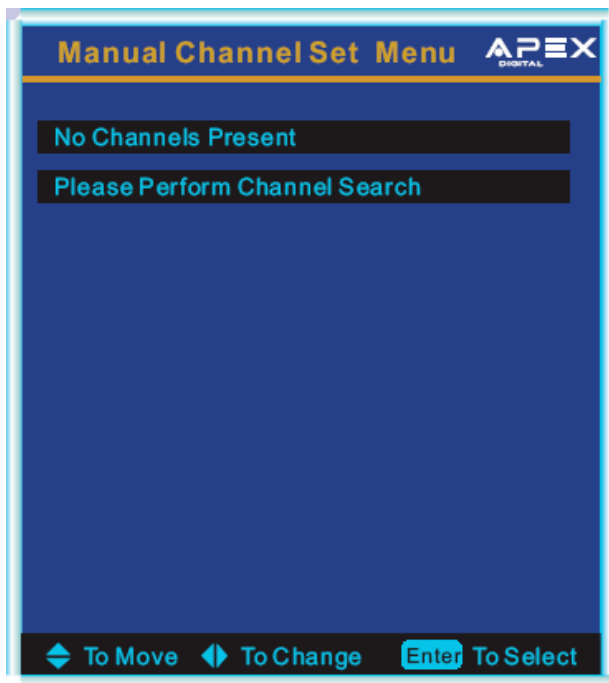 Manual Channel Set Menu
APEX
DIGITAL
No Channels Present
Please Perform Channel Search
To Move To Change Enter To Select